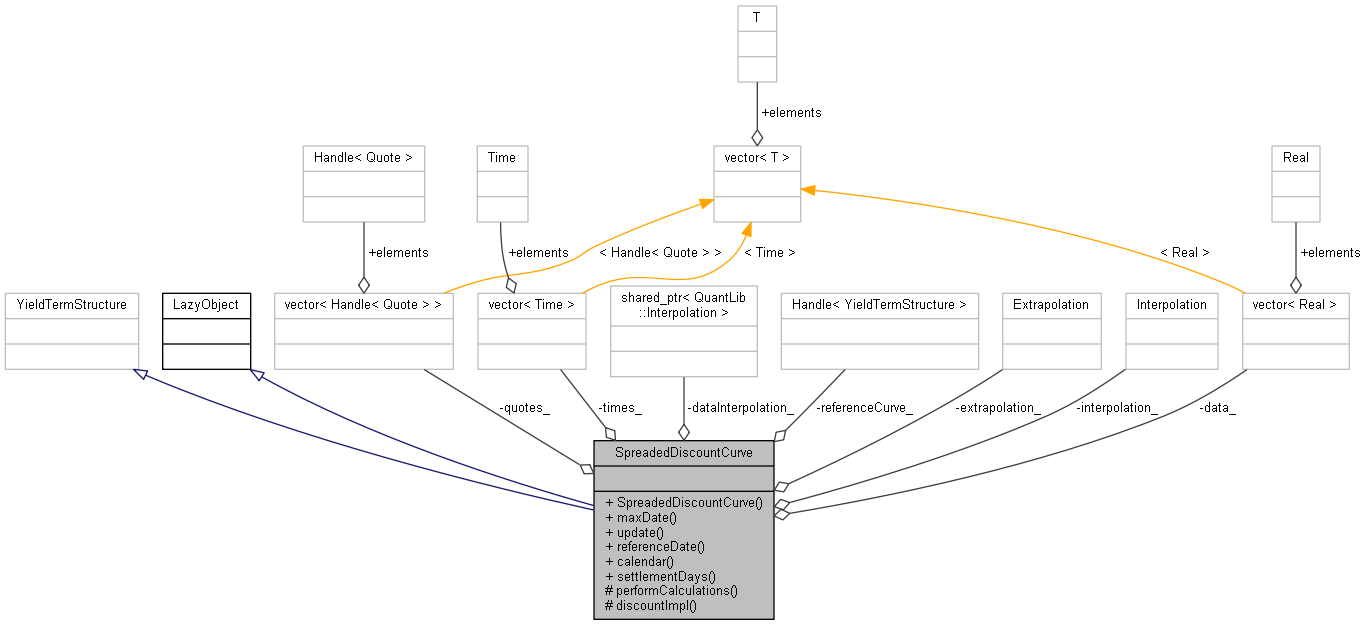 T
+elements
Handle< Quote >
Time
vector< T >
Real
+elements
+elements
< Handle< Quote > >
< Time >
< Real >
+elements
YieldTermStructure
LazyObject
vector< Handle< Quote > >
vector< Time >
shared_ptr< QuantLib
::Interpolation >
Handle< YieldTermStructure >
Extrapolation
Interpolation
vector< Real >
-quotes_
-times_
-dataInterpolation_
-referenceCurve_
-extrapolation_
-interpolation_
-data_
SpreadedDiscountCurve
+ SpreadedDiscountCurve()
+ maxDate()
+ update()
+ referenceDate()
+ calendar()
+ settlementDays()
# performCalculations()
# discountImpl()